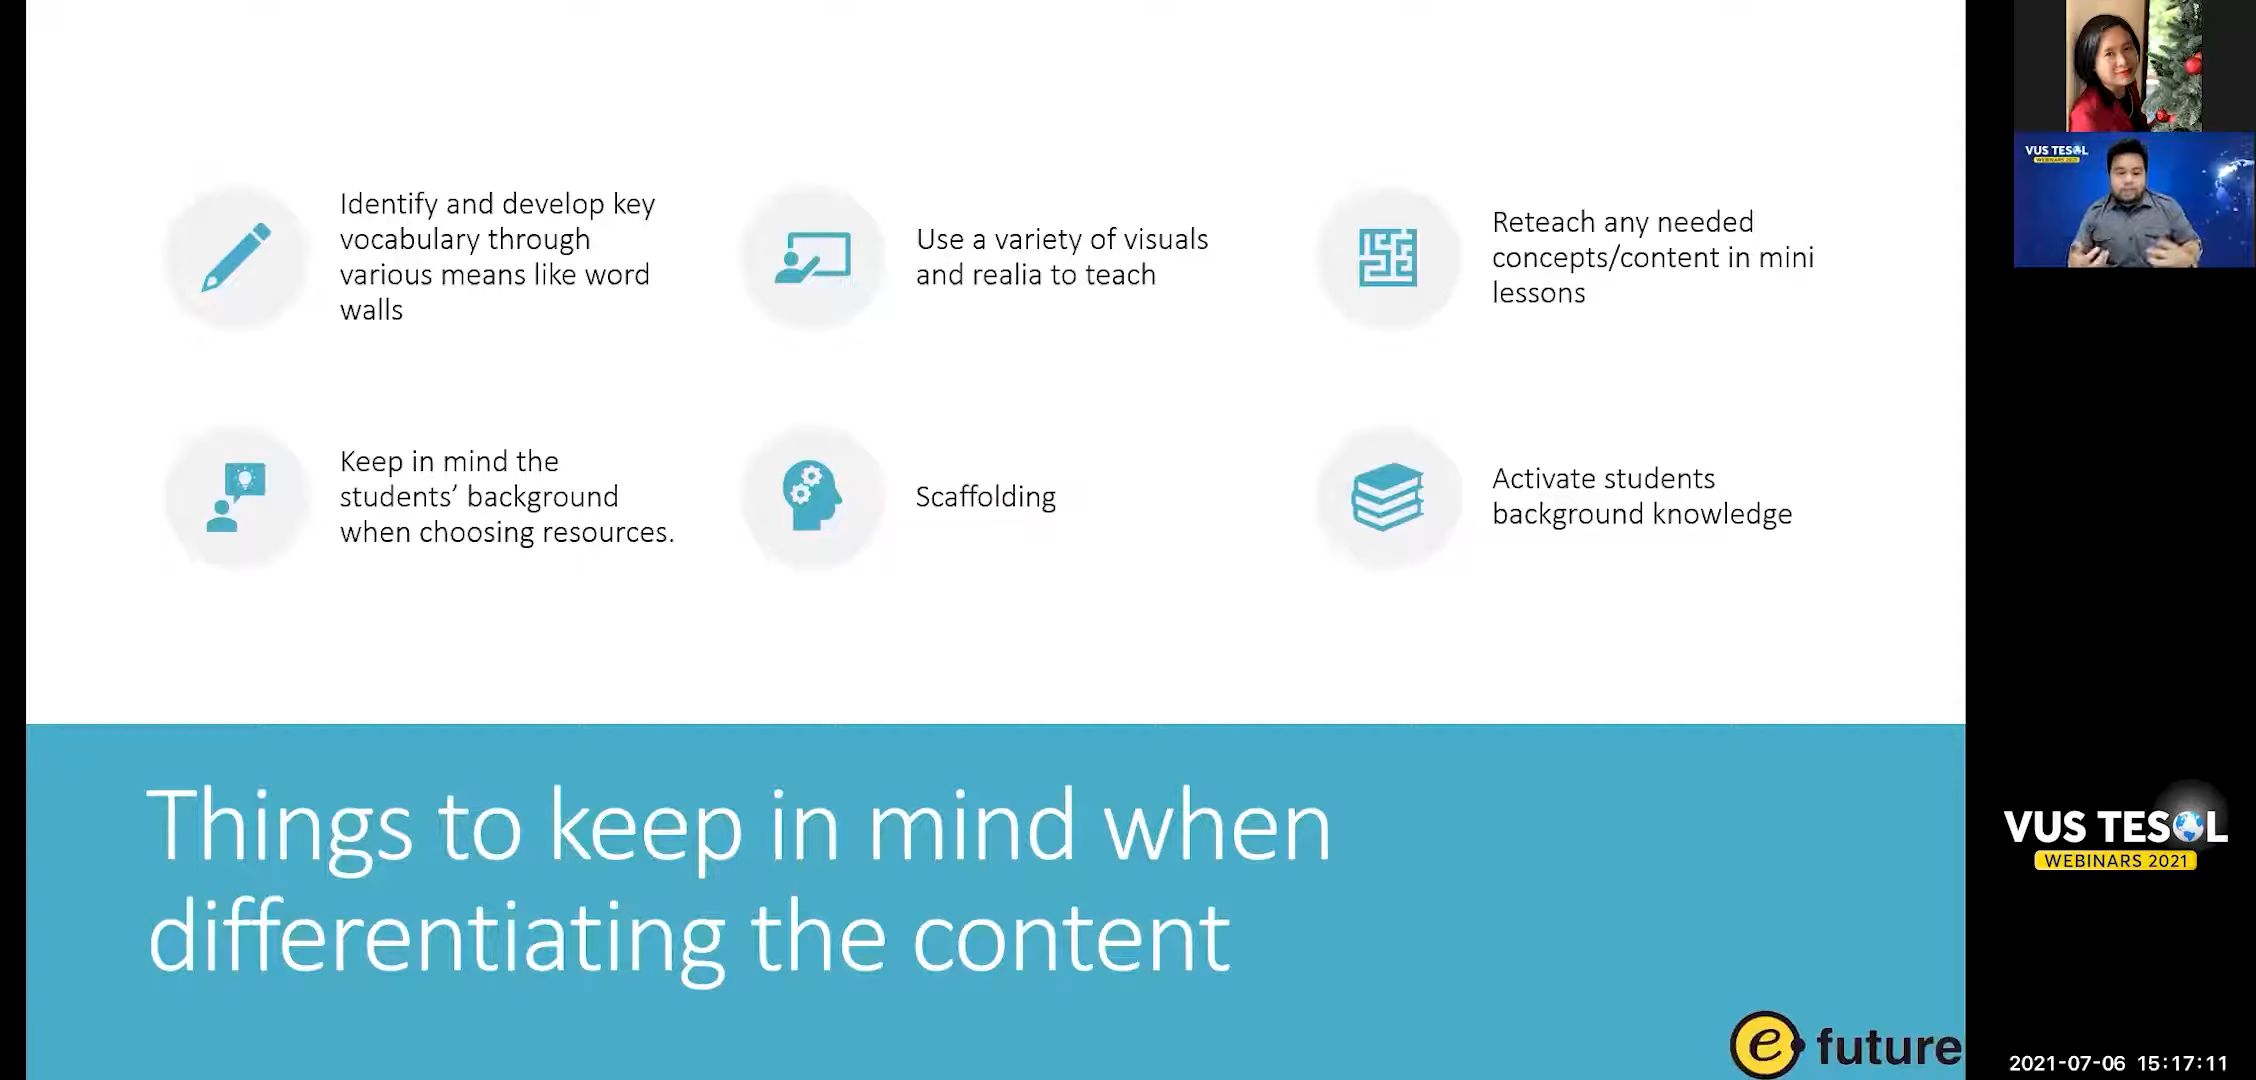 Identify and develop key
vocabulary through
various means like word
walls
Use a variety of visuals
and realia to teach
Reteach any needed
concepts/content in mini
lessons
Keep in mind the
students’ background
when choosing resources.
Scaffolding
Activate students
background knowledge
Things to keep in mind when
differentiating the content
e future
VUS TESOL
WEBINARS 2021
VUS TESOL
WEBINARS 2021
2021-07-06 15:17:11